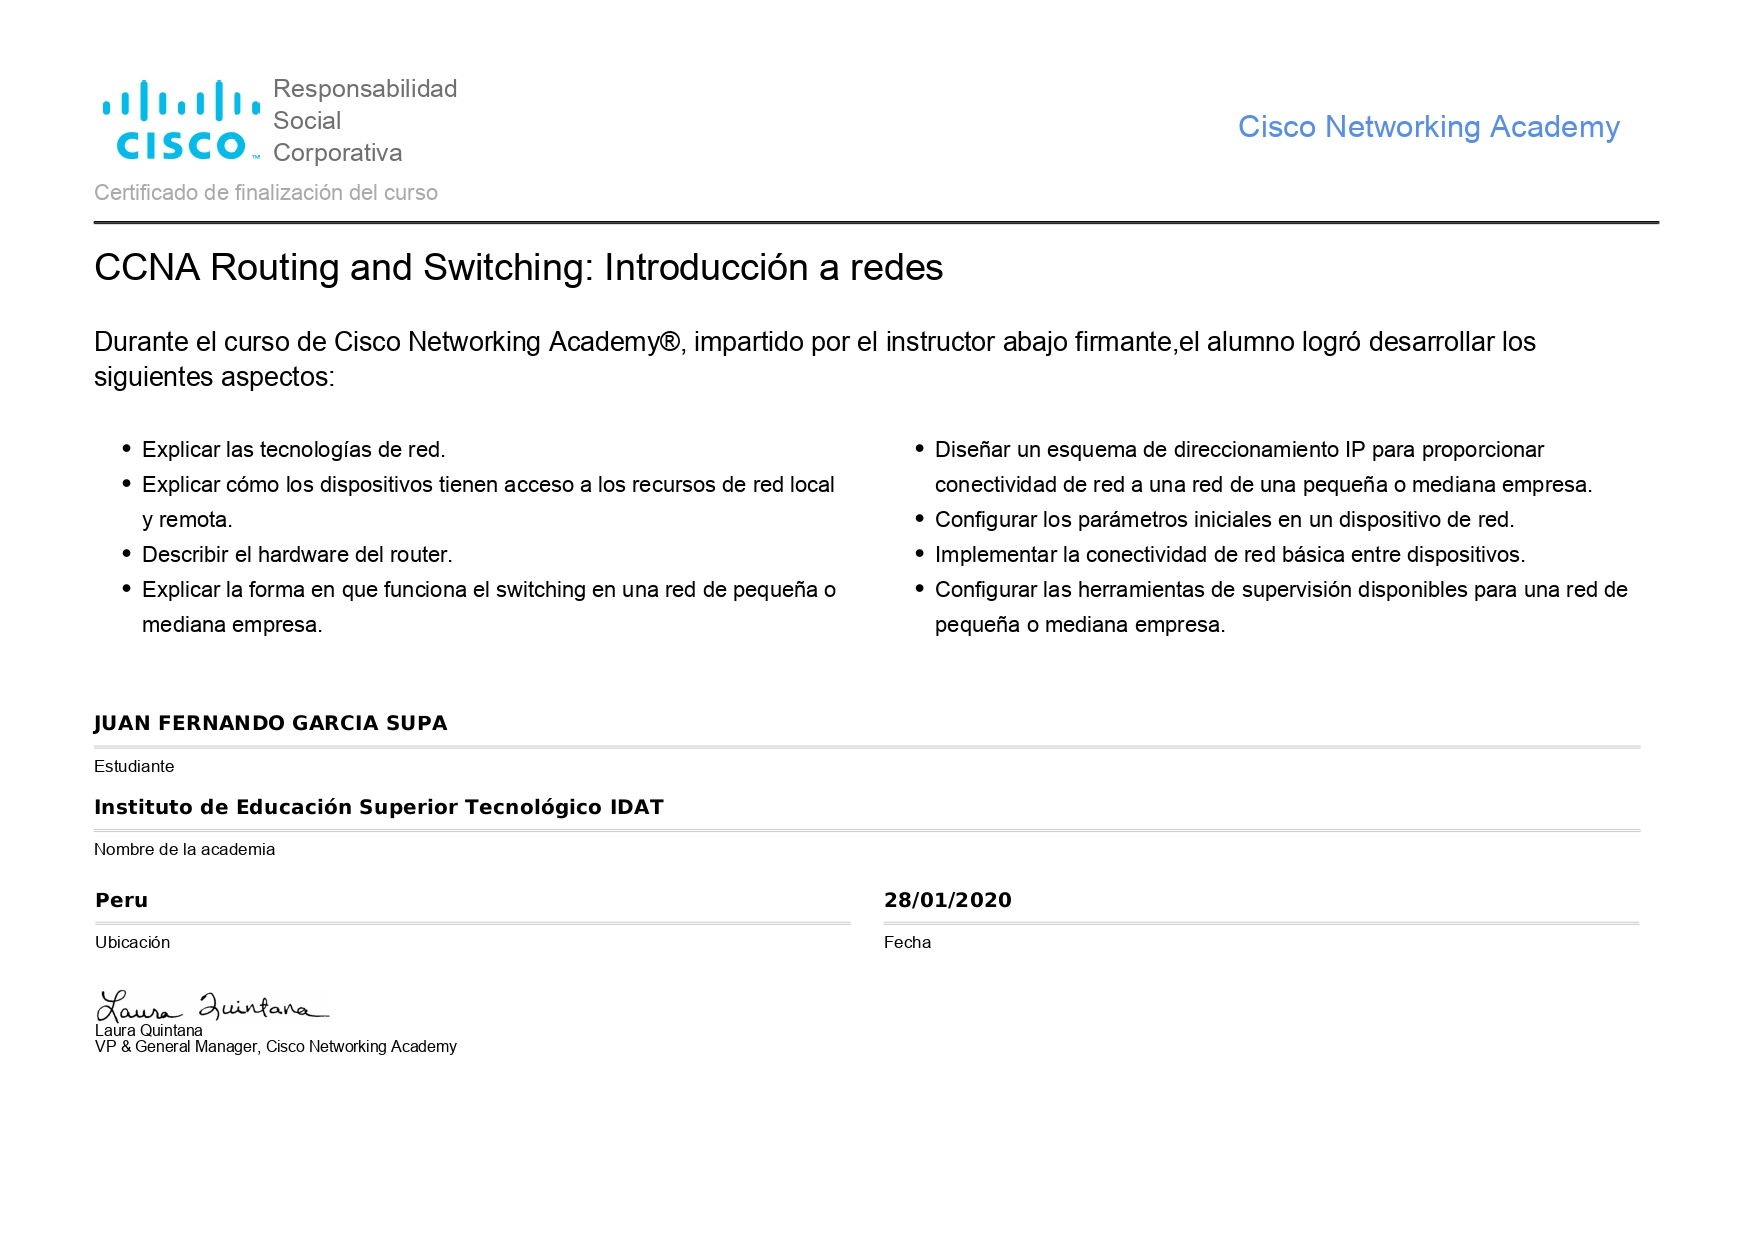 Responsabilidad
Social
Corporativa
CISCO™
Cisco Networking Academy
Certificado de finalización del curso
CCNA Routing and Switching: Introducción a redes
Durante el curso de Cisco Networking Academy®, impartido por el instructor abajo firmante,el alumno logró desarrollar los
siguientes aspectos:
• Explicar las tecnologías de red.
• Explicar cómo los dispositivos tienen acceso a los recursos de red local
y remota.
• Describir el hardware del router.
• Explicar la forma en que funciona el switching en una red de pequeña o
mediana empresa.
• Diseñar un esquema de direccionamiento IP para proporcionar
conectividad de red a una red de una pequeña o mediana empresa.
• Configurar los parámetros iniciales en un dispositivo de red.
• Implementar la conectividad de red básica entre dispositivos.
• Configurar las herramientas de supervisión disponibles para una red de
pequeña o mediana empresa.
JUAN FERNANDO GARCIA SUPA
Estudiante
Instituto de Educación Superior Tecnológico IDAT
Nombre de la academia
Peru
Ubicación
28/01/2020
Fecha
Laura Quintana
Laura Quintana
VP & General Manager, Cisco Networking Academy